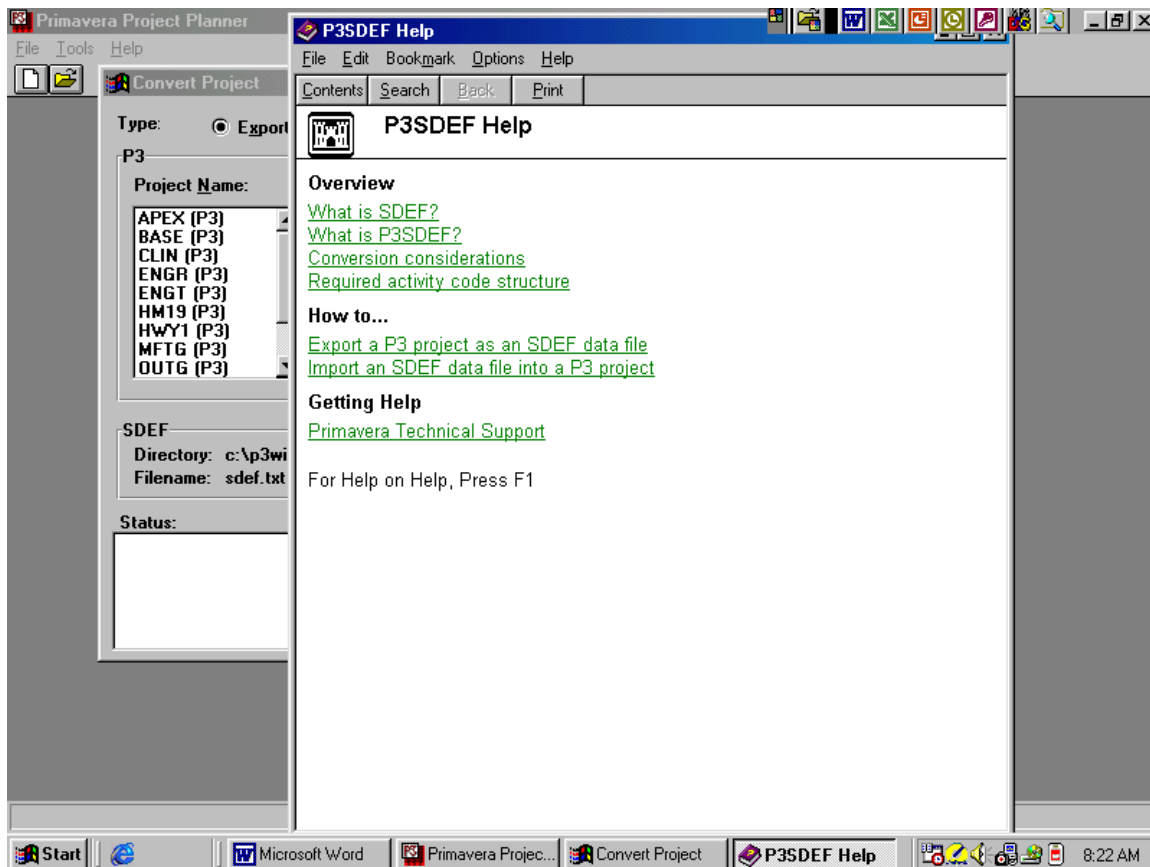 Primavera Project Planner
File Tools Help
Convert Project
Type: Export
P3
Project Name:
APEX (P3)
BASE (P3)
CLIN (P3)
ENGR (P3)
ENGT (P3)
HM19 (P3)
HWY1 (P3)
MFTG (P3)
OUTG (P3)
SDEF
Directory: c:\p3wi
Filename: sdef.txt
Status:
P3SDEF Help
File Edit Bookmark Options Help
Contents Search Back Print
P3SDEF Help
Overview
What is SDEF?
What is P3SDEF?
Conversion considerations
Required activity code structure
How to...
Export a P3 project as an SDEF data file
Import an SDEF data file into a P3 project
Getting Help
Primavera Technical Support
For Help on Help, Press F1
Start Microsoft Word Primavera Projec... Convert Project P3SDEF Help 8:22 AM